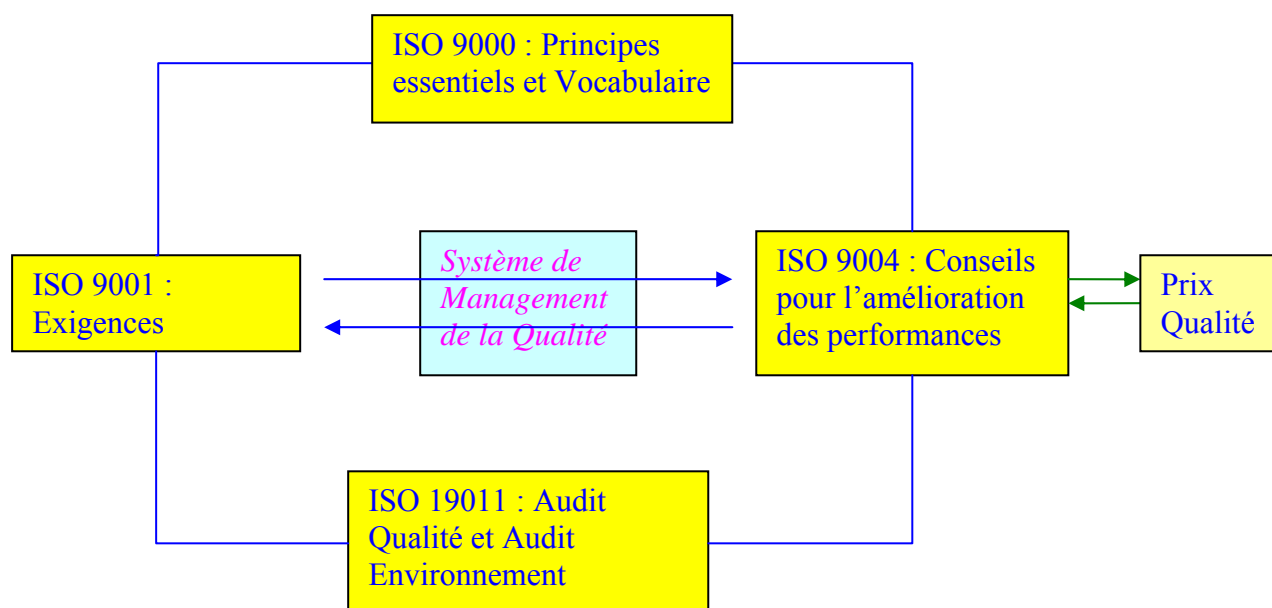 ISO 9000 : Principes
essentiels et Vocabulaire
ISO 9001 :
Exigences
Système de
Management
de la Qualité
ISO 9004 : Conseils
pour l’amélioration
des performances
Prix
Qualité
ISO 19011 : Audit
Qualité et Audit
Environnement